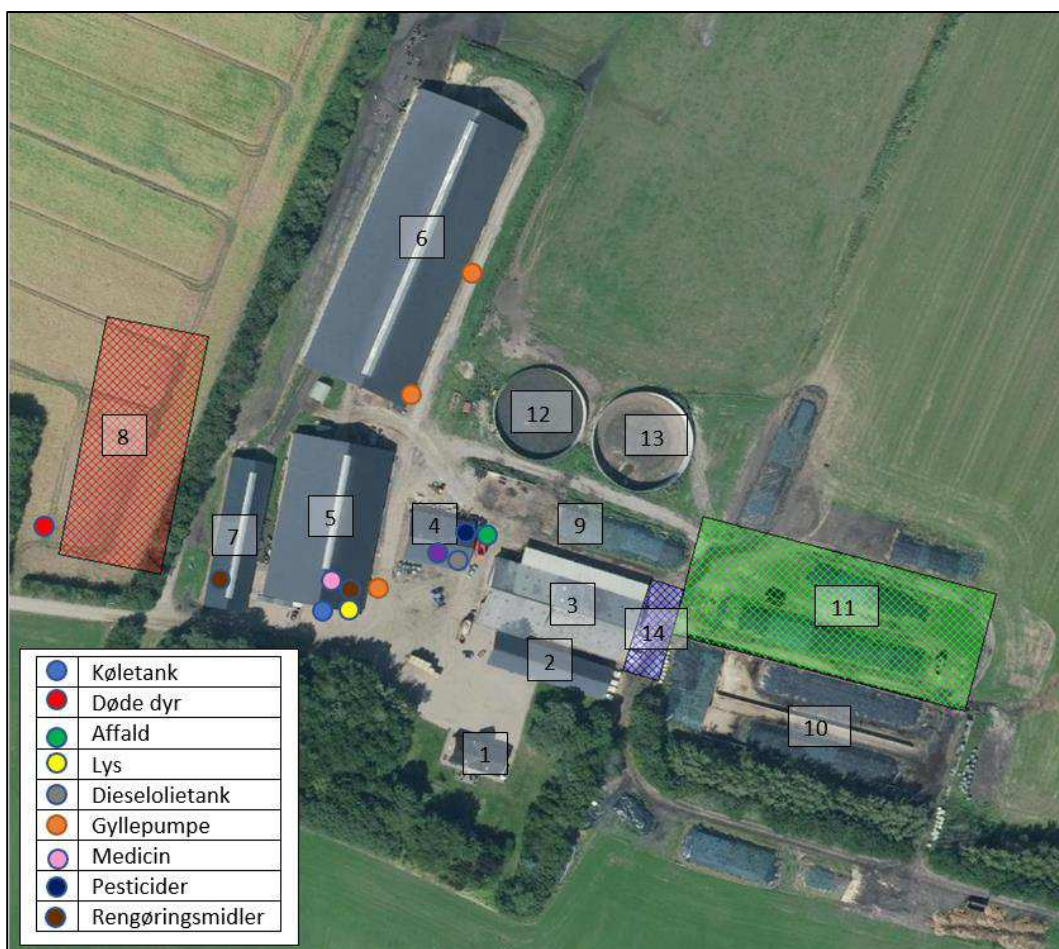 6
12
13
8
5
4
9
7
3
11
14
2
10
1
Køletank
Døde dyr
Affald
Lys
Dieselolietank
Gyllepumpe
Medicin
Pesticider
Rengøringsmidler